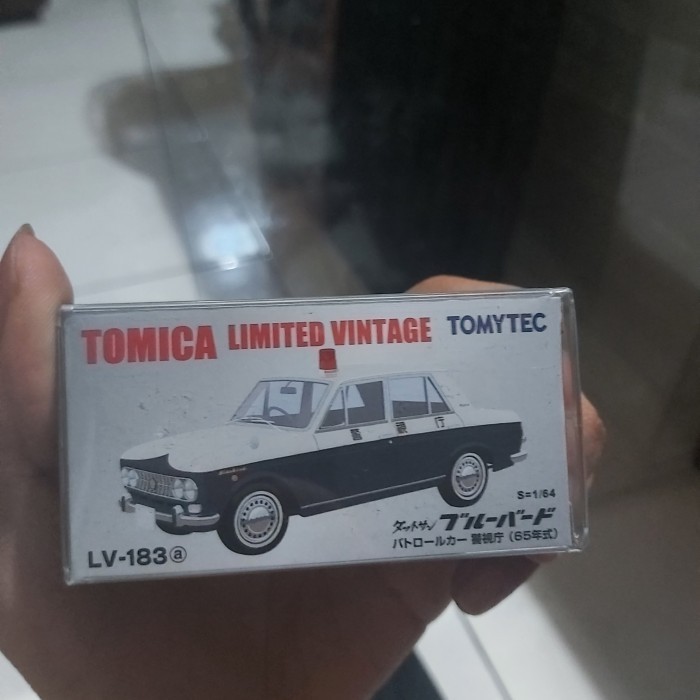 TOMICA LIMITED VINTAGE TOMYTEC
警視庁
S=1/64
ダットサン ブルーバード
パトロールカー 警視庁 (65年式)
LV-183ⓐ